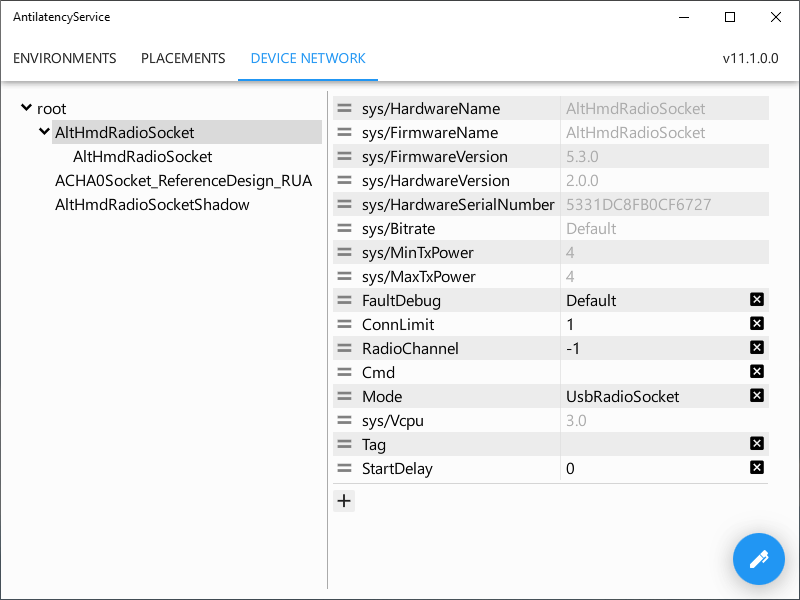 AntilatencyService
ENVIRONMENTS PLACEMENTS DEVICE NETWORK v11.1.0.0
root
AltHmdRadioSocket
AltHmdRadioSocket
ACHA0Socket_ReferenceDesign_RUA
AltHmdRadioSocketShadow
sys/HardwareName AltHmdRadioSocket
sys/FirmwareName AltHmdRadioSocket
sys/FirmwareVersion 5.3.0
sys/HardwareVersion 2.0.0
sys/HardwareSerialNumber 5331DC8FB0CF6727
sys/Bitrate Default
sys/MinTxPower 4
sys/MaxTxPower 4
FaultDebug Default
ConnLimit 1
RadioChannel -1
Cmd
Mode UsbRadioSocket
sys/Vcpu 3.0
Tag
StartDelay 0